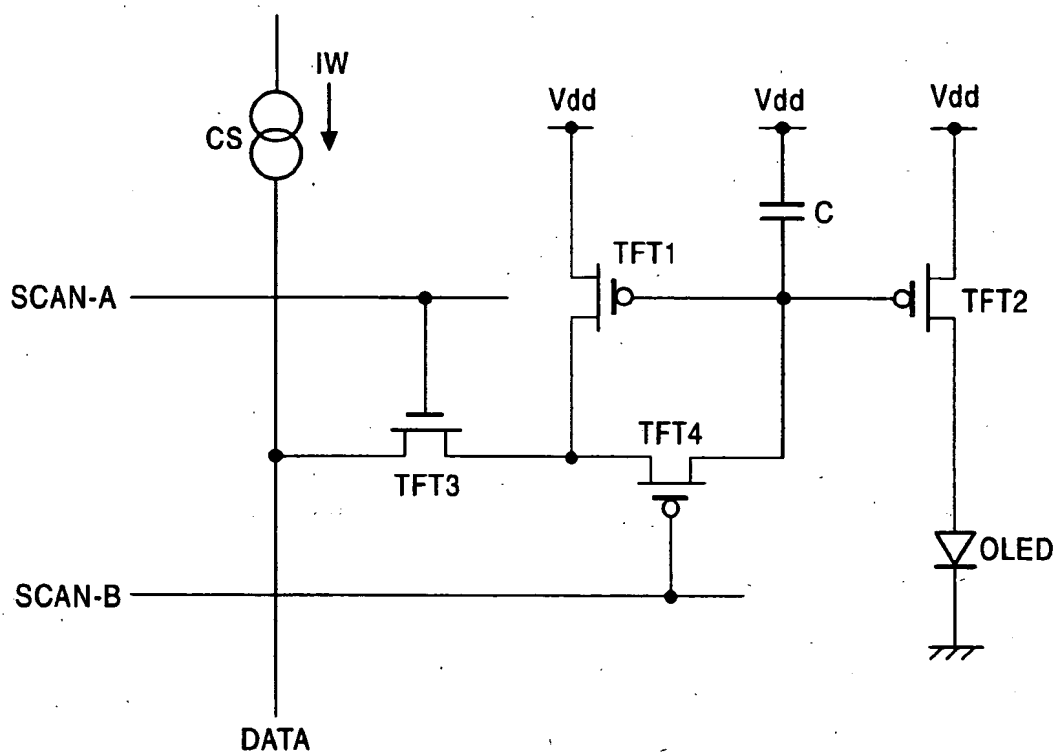 IW
CS
Vdd
Vdd
Vdd
C
TFT1
SCAN-A
TFT2
TFT4
TFT3
OLED
SCAN-B
DATA